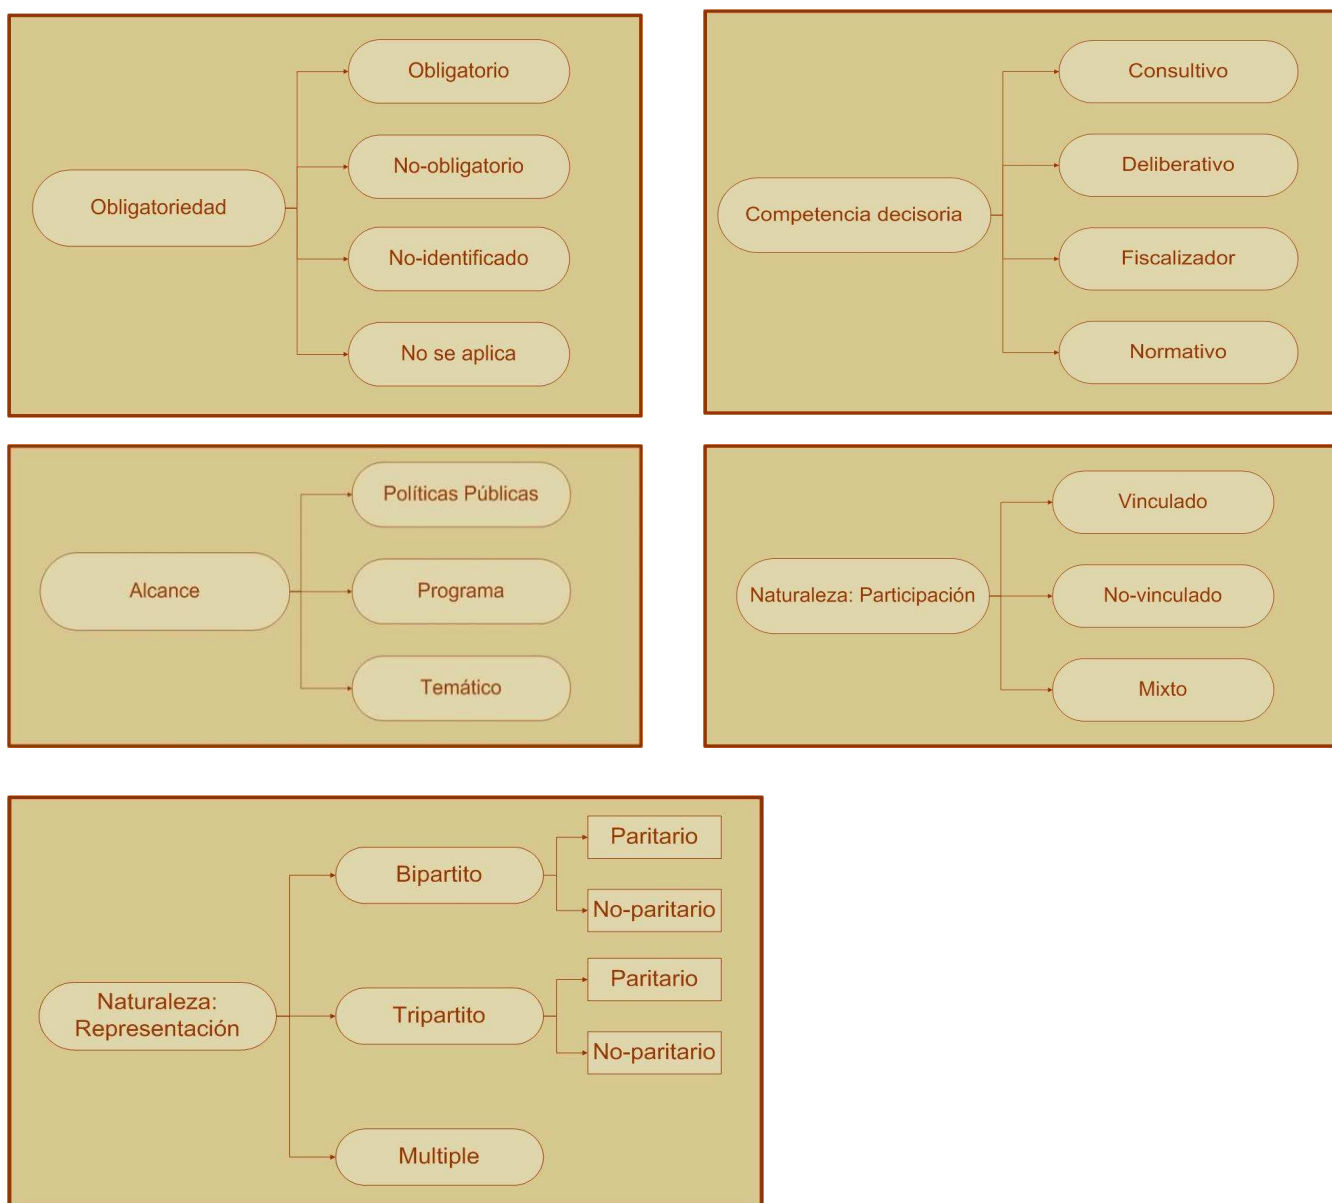 Obligatoriedad
Obligatorio
No-obligatorio
No-identificado
No se aplica
Competencia decisoria
Consultivo
Deliberativo
Fiscalizador
Normativo
Alcance
Políticas Públicas
Programa
Temático
Naturaleza: Participación
Vinculado
No-vinculado
Mixto
Naturaleza:
Representación
Bipartito
Paritario
No-paritario
Tripartito
Paritario
No-paritario
Multiple